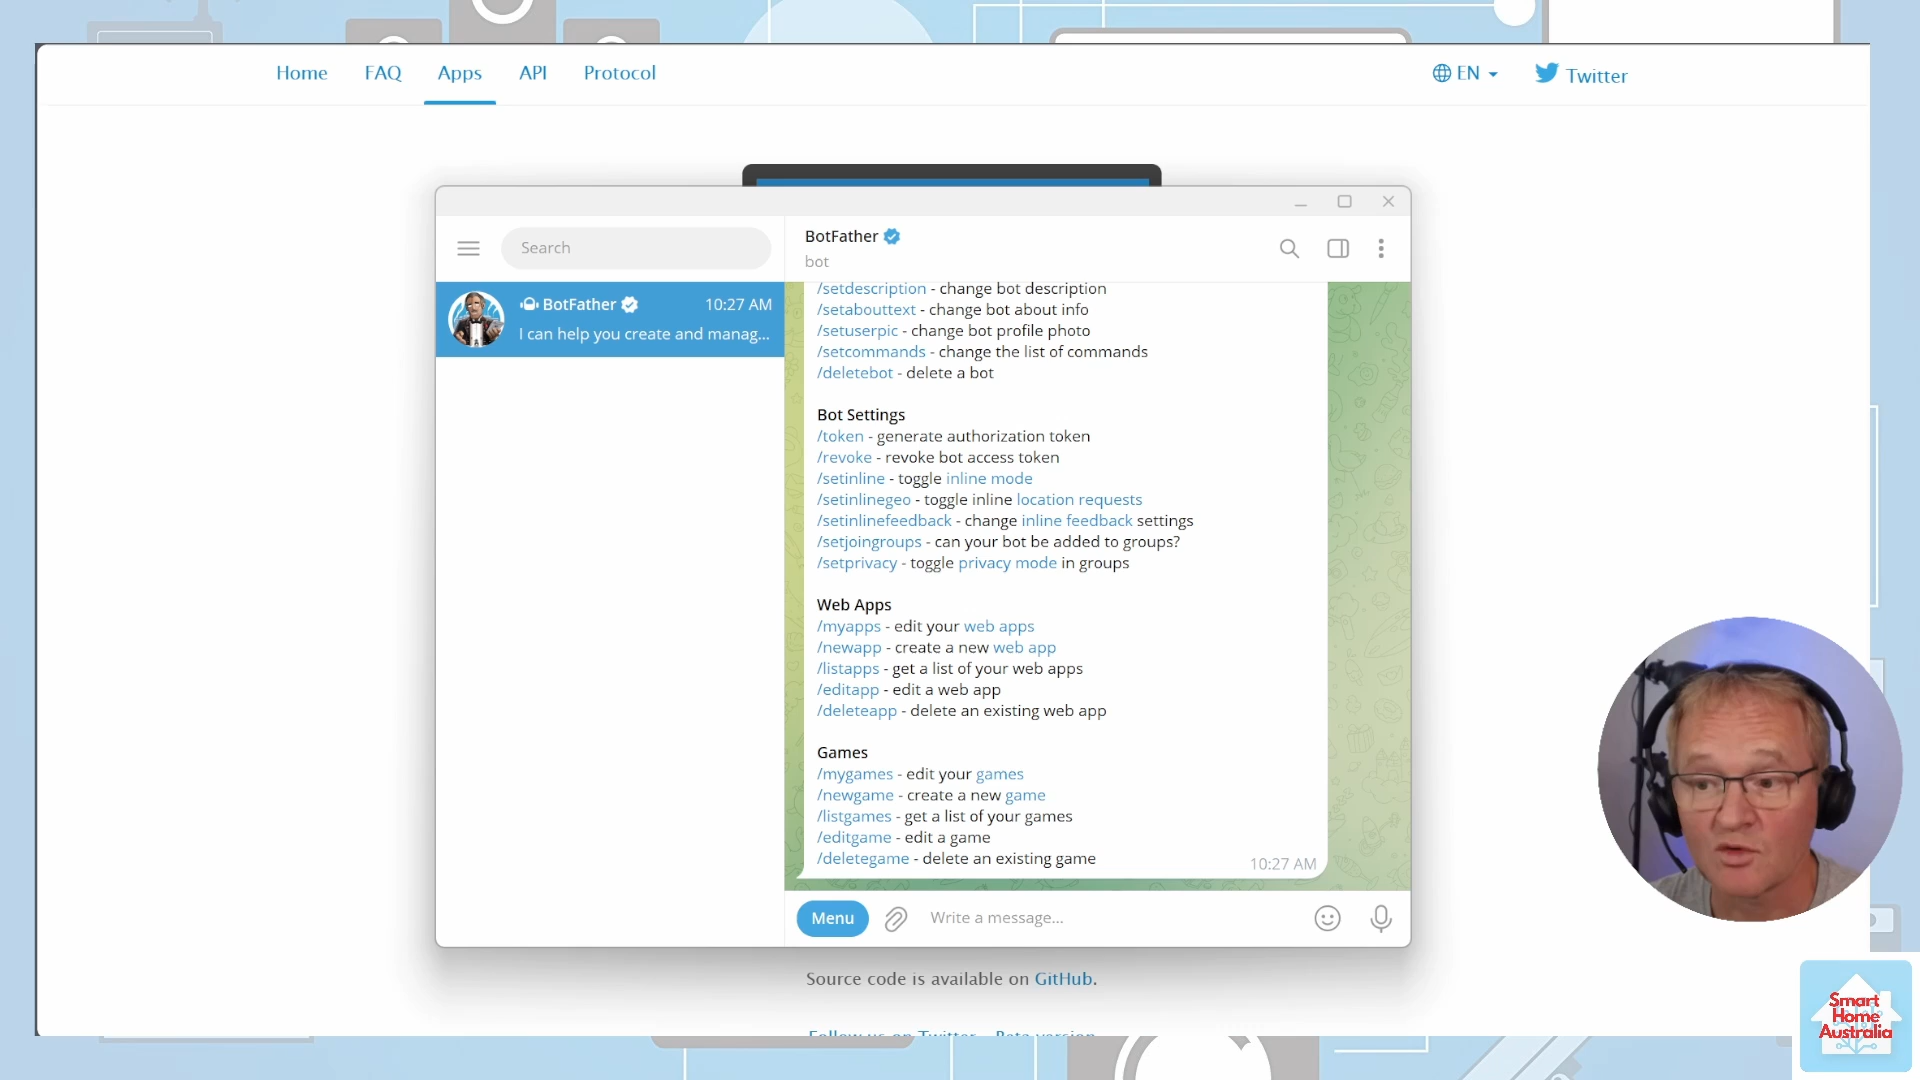 Home FAQ Apps API Protocol EN Twitter
Search
BotFather
bot
BotFather 10:27 AM
I can help you create and manag...
/setdescription - change bot description
/setabouttext - change bot about info
/setuserpic - change bot profile photo
/setcommands - change the list of commands
/deletebot - delete a bot
Bot Settings
/token - generate authorization token
/revoke - revoke bot access token
/setinline - toggle inline mode
/setinlinegeo - toggle inline location requests
/setinlinefeedback - change inline feedback settings
/setjoingroups - can your bot be added to groups?
/setprivacy - toggle privacy mode in groups
Web Apps
/myapps - edit your web apps
/newapp - create a new web app
/listapps - get a list of your web apps
/editapp - edit a web app
/deleteapp - delete an existing web app
Games
/mygames - edit your games
/newgame - create a new game
/listgames - get a list of your games
/editgame - edit a game
/deletegame - delete an existing game
10:27 AM
Menu Write a message...
Source code is available on GitHub.
Follow us on Twitter - Beta version
Smart
Home
Australia